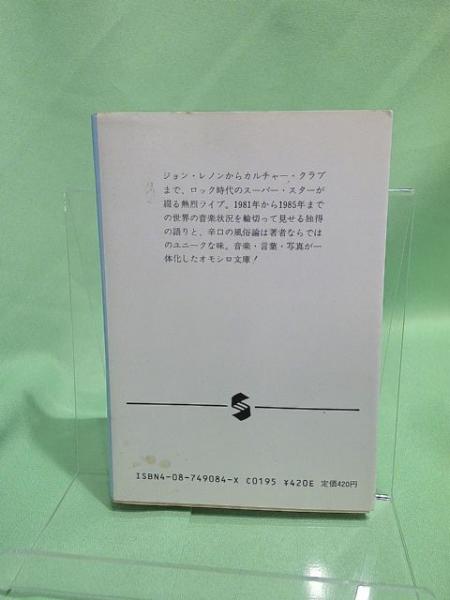 ジョン・レノンからカルチャー・クラブ
まで、ロック時代のスーパー・スターが
綴る熱烈ライブ。1981年から1985年まで
の世界の音楽状況を輪切って見せる独得
の語りと、辛口の風俗論は著者ならでは
のユニークな味。音楽・言葉・写真が一
体化したオモシロ文庫!
ISBN4-08-749084-X C0195 ¥420E 定価420円